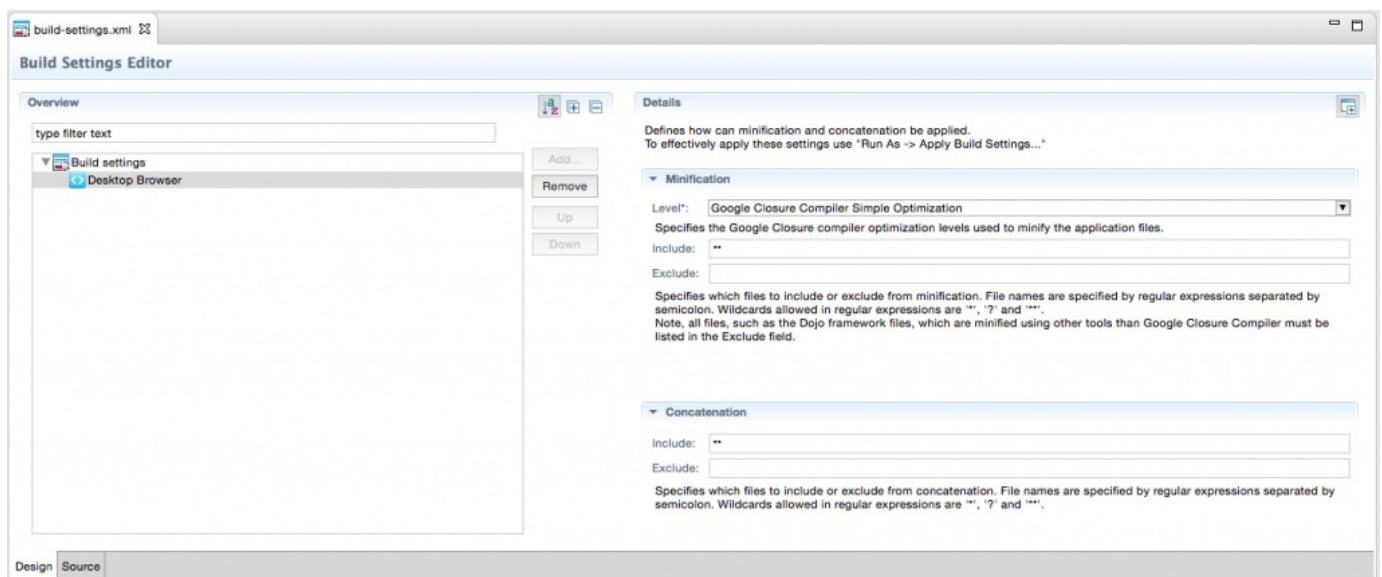 build-settings.xml
Build Settings Editor
Overview
type filter text
Build settings
Desktop Browser
Add...
Remove
Up
Down
Details
Defines how can minification and concatenation be applied.
To effectively apply these settings use "Run As -> Apply Build Settings..."
Minification
Level*: Google Closure Compiler Simple Optimization
Specifies the Google Closure compiler optimization levels used to minify the application files.
Include: **
Exclude:
Specifies which files to include or exclude from minification. File names are specified by regular expressions separated by
semicolon. Wildcards allowed in regular expressions are '*', '?' and '**'.
Note, all files, such as the Dojo framework files, which are minified using other tools than Google Closure Compiler must be
listed in the Exclude field.
Concatenation
Include: **
Exclude:
Specifies which files to include or exclude from concatenation. File names are specified by regular expressions separated by
semicolon. Wildcards allowed in regular expressions are '*', '?' and '**'.
Design Source